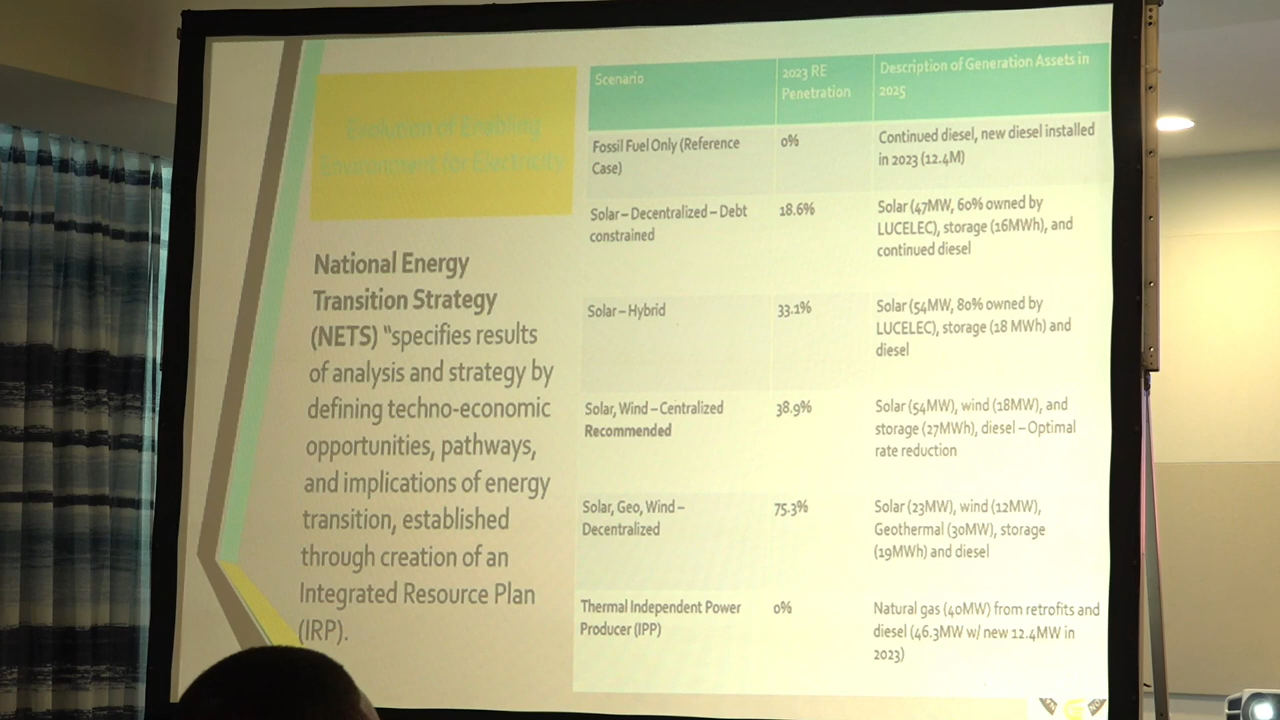 Evolution of Enabling
Environment for Electricity
National Energy
Transition Strategy
(NETS) "specifies results
of analysis and strategy by
defining techno-economic
opportunities, pathways,
and implications of energy
transition, established
through creation of an
Integrated Resource Plan
(IRP).
Scenario
2023 RE
Penetration
Description of Generation Assets in
2025
Fossil Fuel Only (Reference
Case)
0%
Continued diesel, new diesel installed
in 2023 (12.4M)
Solar – Decentralized – Debt
constrained
18.6%
Solar (47MW, 60% owned by
LUCELEC), storage (16MWh), and
continued diesel
Solar – Hybrid
33.1%
Solar (54MW, 80% owned by
LUCELEC), storage (18 MWh) and
diesel
Solar, Wind – Centralized
Recommended
38.9%
Solar (54MW), wind (18MW), and
storage (27MWh), diesel – Optimal
rate reduction
Solar, Geo, Wind –
Decentralized
75.3%
Solar (23MW), wind (12MW),
Geothermal (30MW), storage
(19MWh) and diesel
Thermal Independent Power
Producer (IPP)
0%
Natural gas (40MW) from retrofits and
diesel (46.3MW w/ new 12.4MW in
2023)